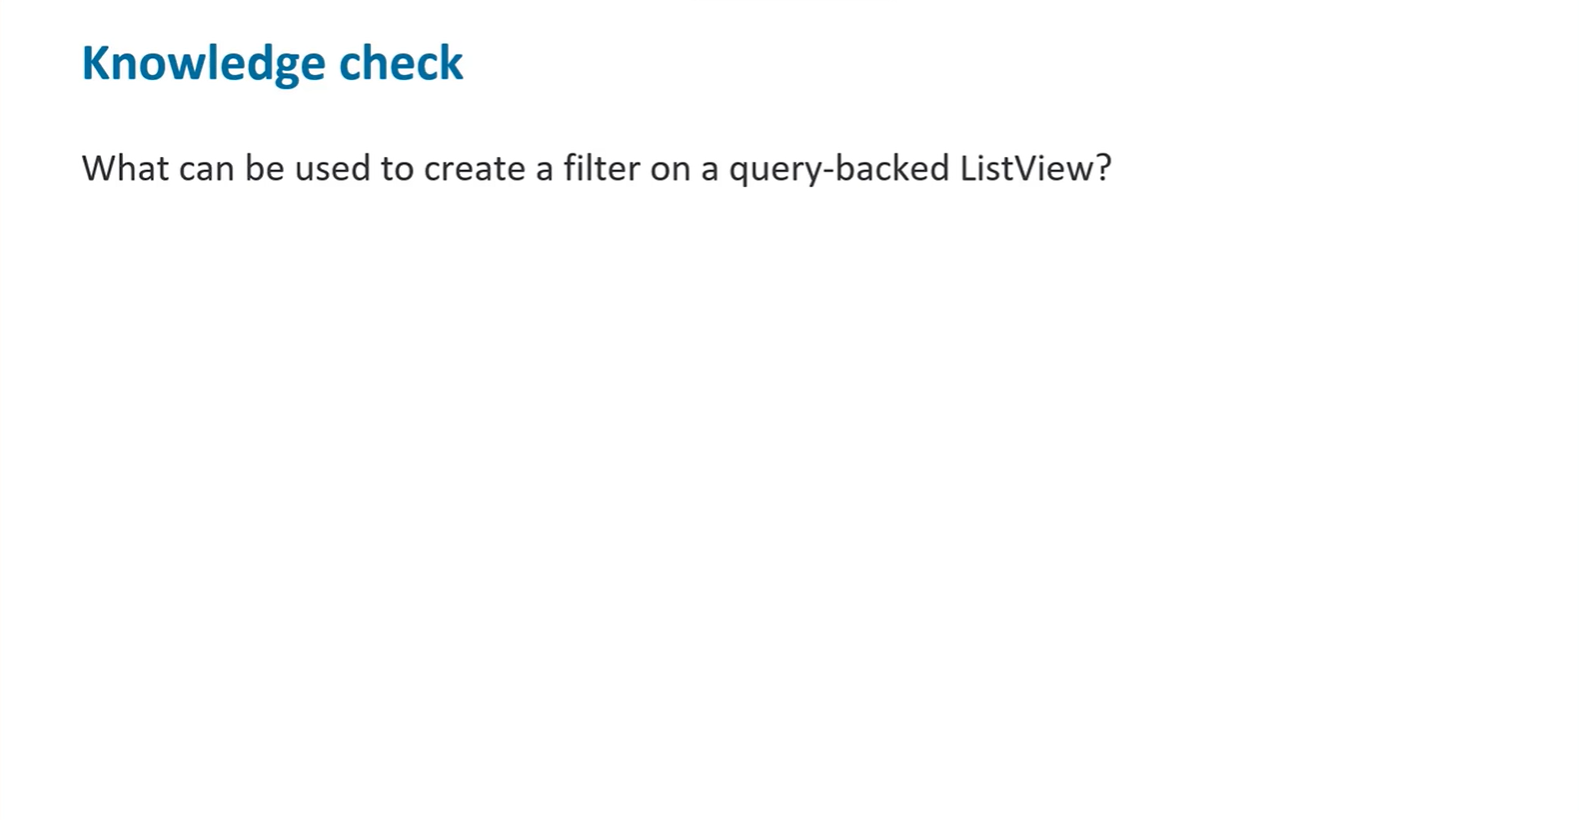 Knowledge check
What can be used to create a filter on a query-backed ListView?